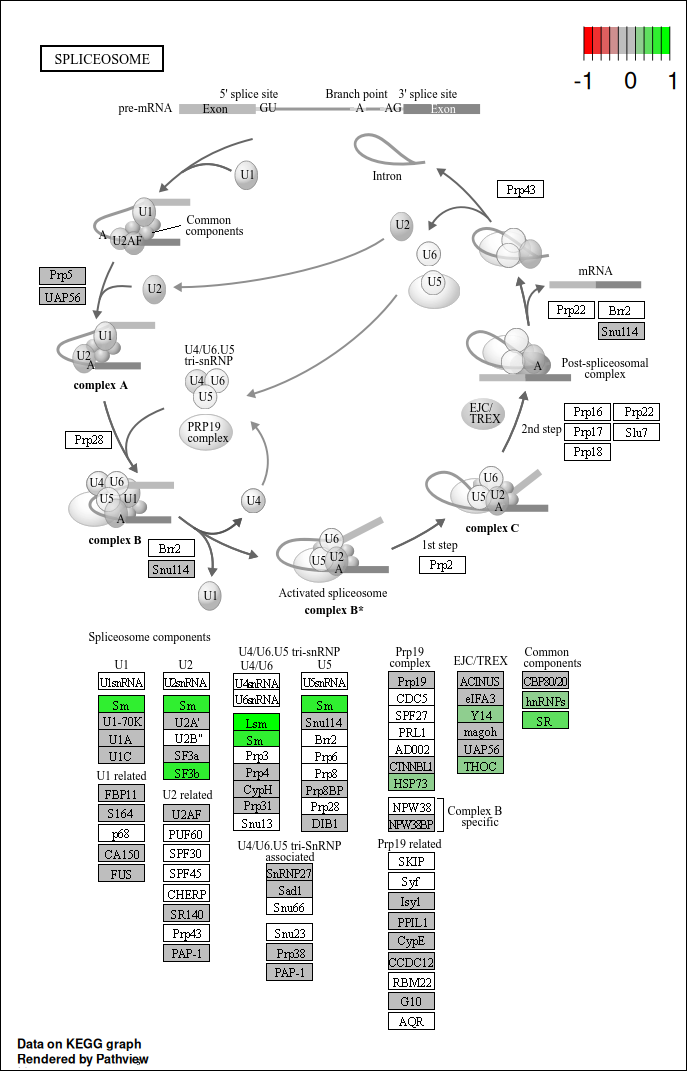 SPLICEOSOME
-1 0 1
5' splice site
Branch point
3' splice site
pre-mRNA
Exon
GU
A
AG
Exon
U1
Intron
Prp43
U1
U2AF
A
Common
components
U2
U6
U5
Prp5
UAP56
U2
mRNA
Prp22
Brr2
Snu114
U1
U2
A
complex A
U4/U6.U5
tri-snRNP
U4 U6
U5
A
Post-spliceosomal
complex
EJC/
TREX
PRP19
complex
2nd step
Prp16
Prp22
Prp17
Slu7
Prp18
Prp28
U4 U6
U5 U1
A
complex B
U4
U6
U5 U2
A
complex C
Brr2
Snu114
U1
U6
U5 U2
A
Activated spliceosome
complex B*
1st step
Prp2
Spliceosome components
U1
U1snRNA
Sm
U1-70K
U1A
U1C
U1 related
FBP11
S164
p68
CA150
FUS
U2
U2snRNA
Sm
U2A'
U2B"
SF3a
SF3b
U2 related
U2AF
PUF60
SPF30
SPF45
CHERP
SR140
Prp43
PAP-1
U4/U6.U5 tri-snRNP
U4/U6
U4snRNA
U6snRNA
Lsm
Sm
Prp3
Prp4
CypH
Prp31
Snu13
U5
U5snRNA
Sm
Snu114
Brr2
Prp6
Prp8
Prp8BP
Prp28
DIB1
U4/U6.U5 tri-SnRNP
associated
SnRNP27
Sad1
Snu66
Snu23
Prp38
PAP-1
Prp19
complex
Prp19
CDC5
SPF27
PRL1
AD002
CTNNBL1
HSP73
NPW38
NPW38BP
Complex B
specific
Prp19 related
SKIP
Syf
Isy1
PPIL1
CypE
CCDC12
RBM22
G10
AQR
EJC/TREX
ACINUS
eIFA3
Y14
magoh
UAP56
THOC
Common
components
CBP80/20
hnRNPs
SR
Data on KEGG graph
Rendered by Pathview